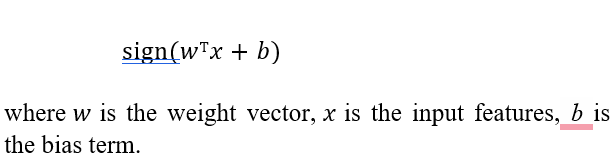 sign(wᵀx + b)
where w is the weight vector, x is the input features, b is
the bias term.